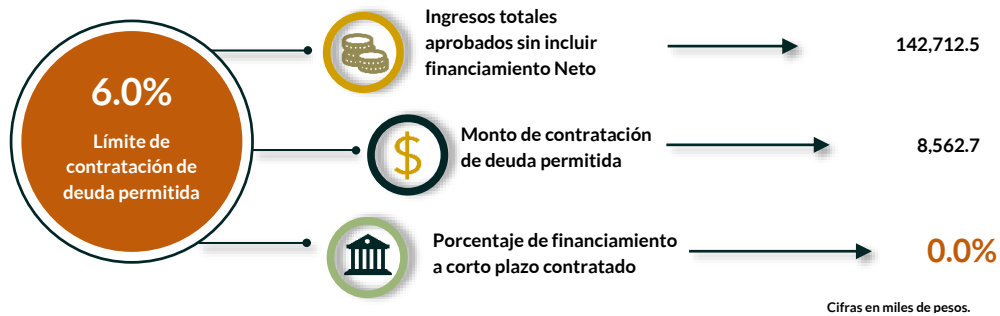 6.0%
Límite de
contratación de
deuda permitida
Ingresos totales
aprobados sin incluir
financiamiento Neto
142,712.5
$
Monto de contratación
de deuda permitida
8,562.7
Porcentaje de financiamiento
a corto plazo contratado
0.0%
Cifras en miles de pesos.